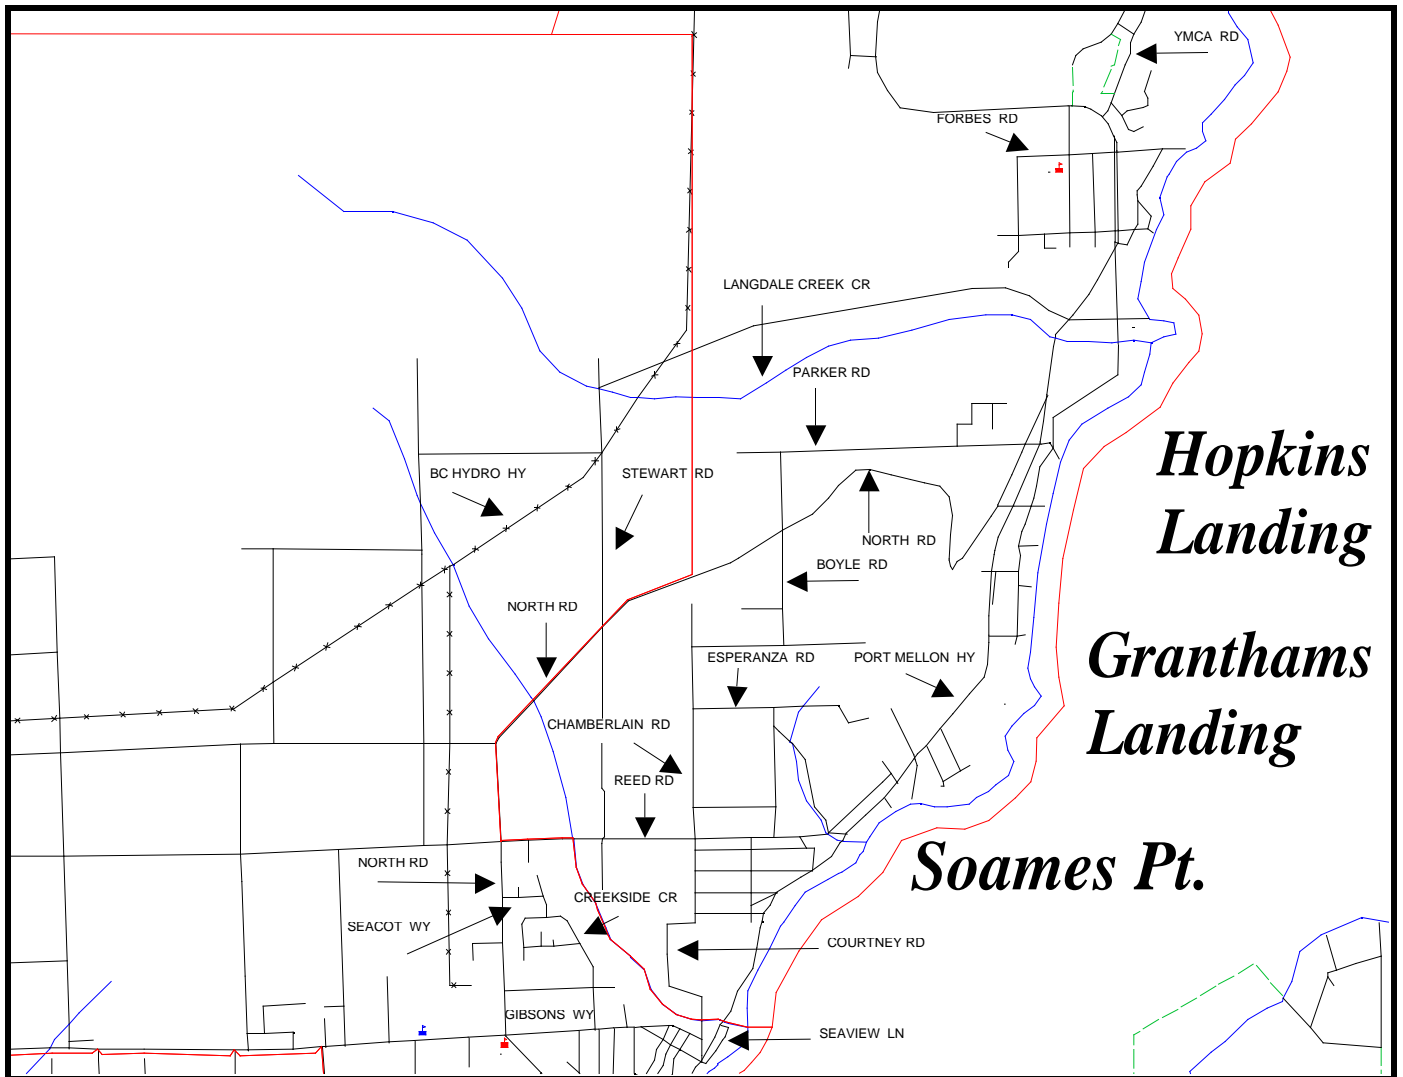 YMCA RD
FORBES RD
LANGDALE CREEK CR
PARKER RD
Hopkins
Landing
BC HYDRO HY
STEWART RD
NORTH RD
BOYLE RD
NORTH RD
Granthams
Landing
ESPERANZA RD
PORT MELLON HY
CHAMBERLAIN RD
REED RD
Soames Pt.
NORTH RD
CREEKSIDE CR
SEACOT WY
COURTNEY RD
GIBSONS WY
SEAVIEW LN